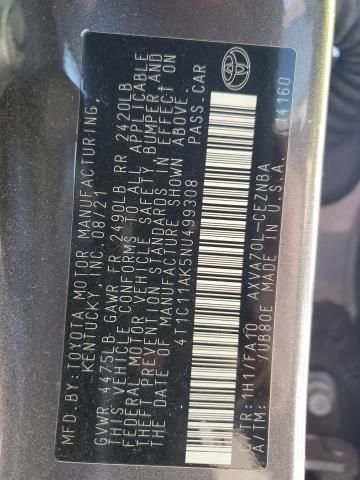 MFD.BY:TOYOTA MOTOR MANUFACTURING,
KENTUCKY, INC. 08/21
GVWR 4475LB GAWR FR 2490LB RR 2420LB
THIS VEHICLE CONFORMS TO ALL APPLICABLE
FEDERAL MOTOR VEHICLE SAFETY, BUMPER AND
THEFT PREVENTION STANDARDS IN EFFECT ON
THE DATE OF MANUFACTURE SHOWN ABOVE.
4T1C11AK5NU499308 PASS.CAR
C/TR: 1H1/FA10 AXVA70L-CEZNBA
A/TM: /UB80E MADE IN U.S.A.
14160